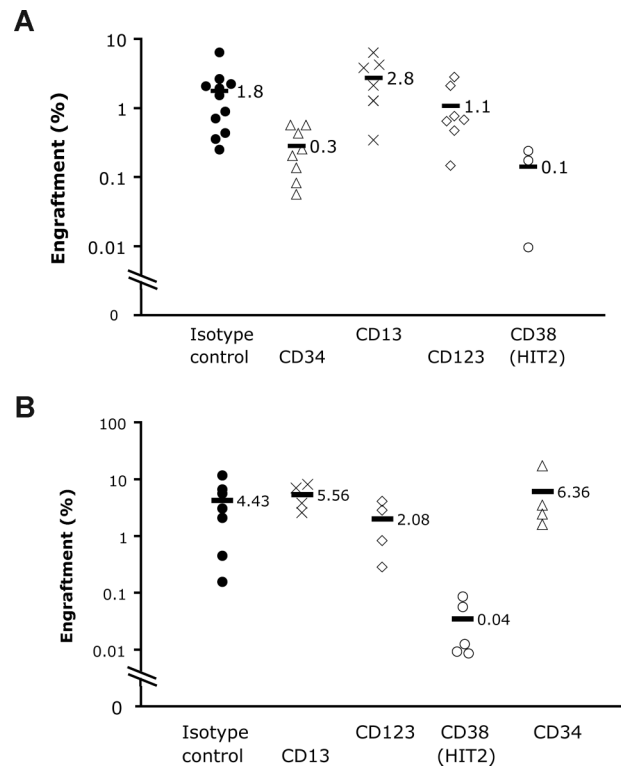 A
Engraftment (%)
10
1
0.1
0.01
0
1.8
0.3
2.8
1.1
0.1
Isotype
control
CD34
CD13
CD123
CD38
(HIT2)
B
Engraftment (%)
100
10
1
0.1
0.01
0
4.43
5.56
2.08
0.04
6.36
Isotype
control
CD13
CD123
CD38
(HIT2)
CD34